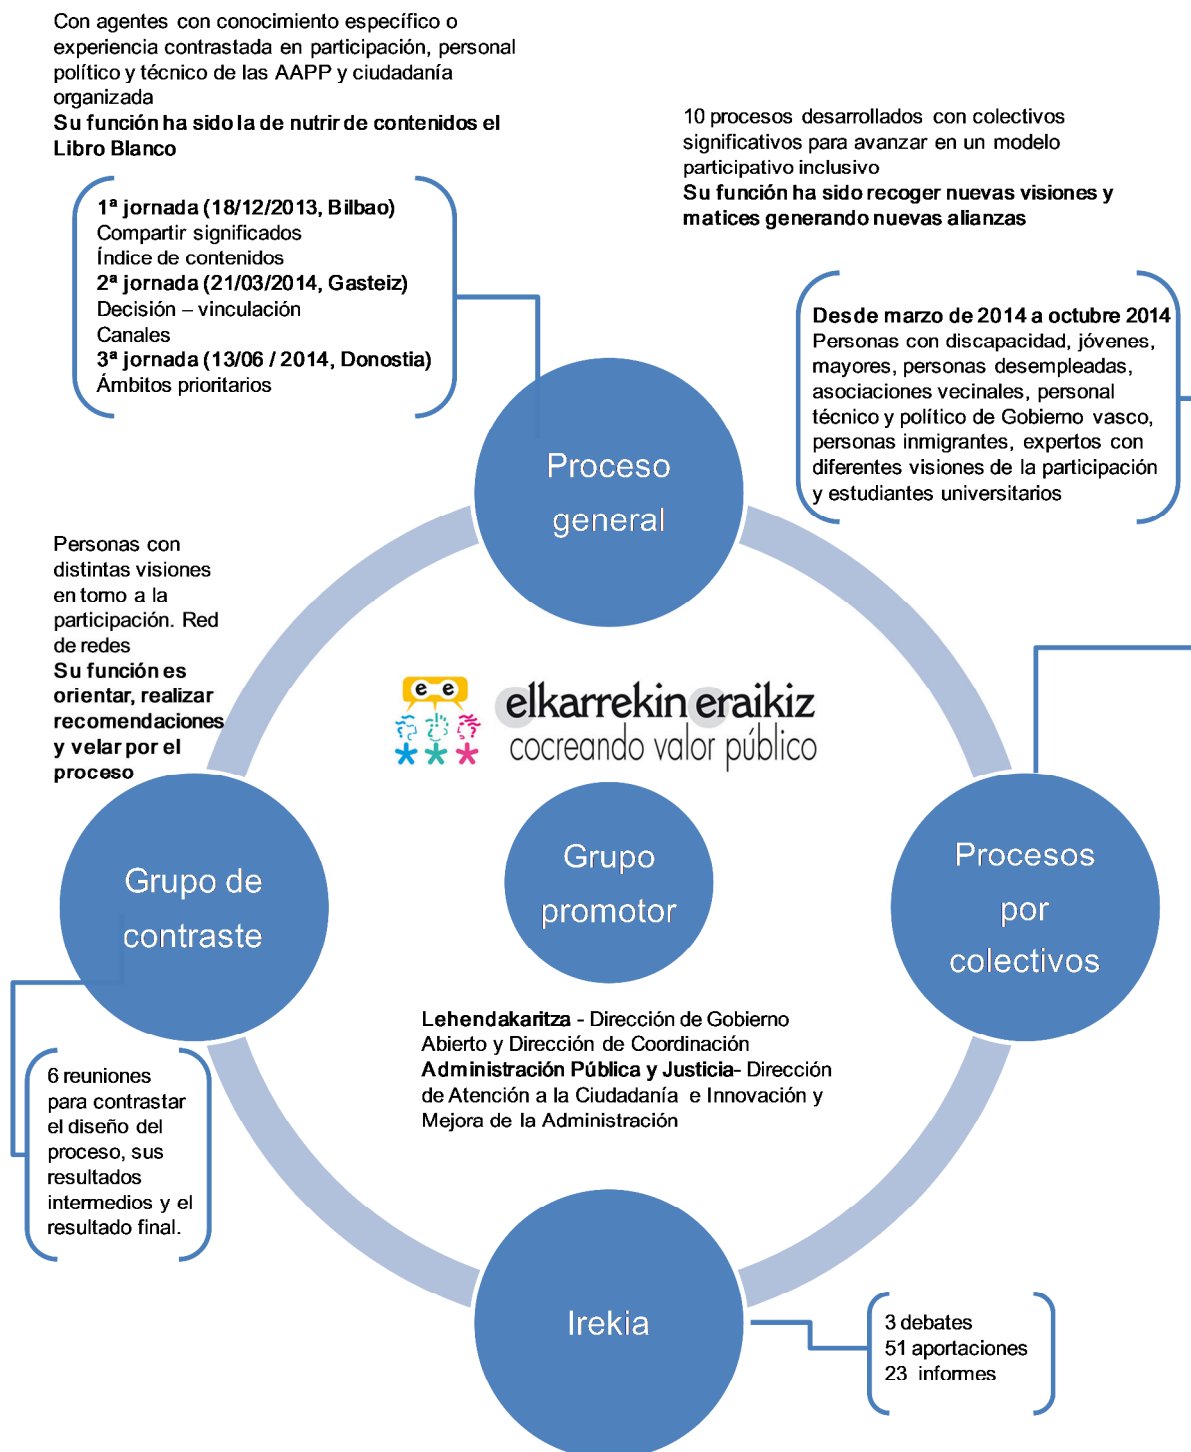 Con agentes con conocimiento específico o
experiencia contrastada en participación, personal
político y técnico de las AAPP y ciudadanía
organizada
Su función ha sido la de nutrir de contenidos el
Libro Blanco
1ª jornada (18/12/2013, Bilbao)
Compartir significados
Índice de contenidos
2ª jornada (21/03/2014, Gasteiz)
Decisión – vinculación
Canales
3ª jornada (13/06 / 2014, Donostia)
Ámbitos prioritarios
10 procesos desarrollados con colectivos
significativos para avanzar en un modelo
participativo inclusivo
Su función ha sido recoger nuevas visiones y
matices generando nuevas alianzas
Desde marzo de 2014 a octubre 2014
Personas con discapacidad, jóvenes,
mayores, personas desempleadas,
asociaciones vecinales, personal
técnico y político de Gobierno vasco,
personas inmigrantes, expertos con
diferentes visiones de la participación
y estudiantes universitarios
Proceso
general
Personas con
distintas visiones
en torno a la
participación. Red
de redes
Su función es
orientar, realizar
recomendaciones
y velar por el
proceso
e e
elkarrekin eraikiz
cocreando valor público
Grupo de
contraste
Grupo
promotor
Procesos
por
colectivos
Lehendakaritza - Dirección de Gobierno
Abierto y Dirección de Coordinación
Administración Pública y Justicia- Dirección
de Atención a la Ciudadanía e Innovación y
Mejora de la Administración
6 reuniones
para contrastar
el diseño del
proceso, sus
resultados
intermedios y el
resultado final.
Irekia
3 debates
51 aportaciones
23 informes